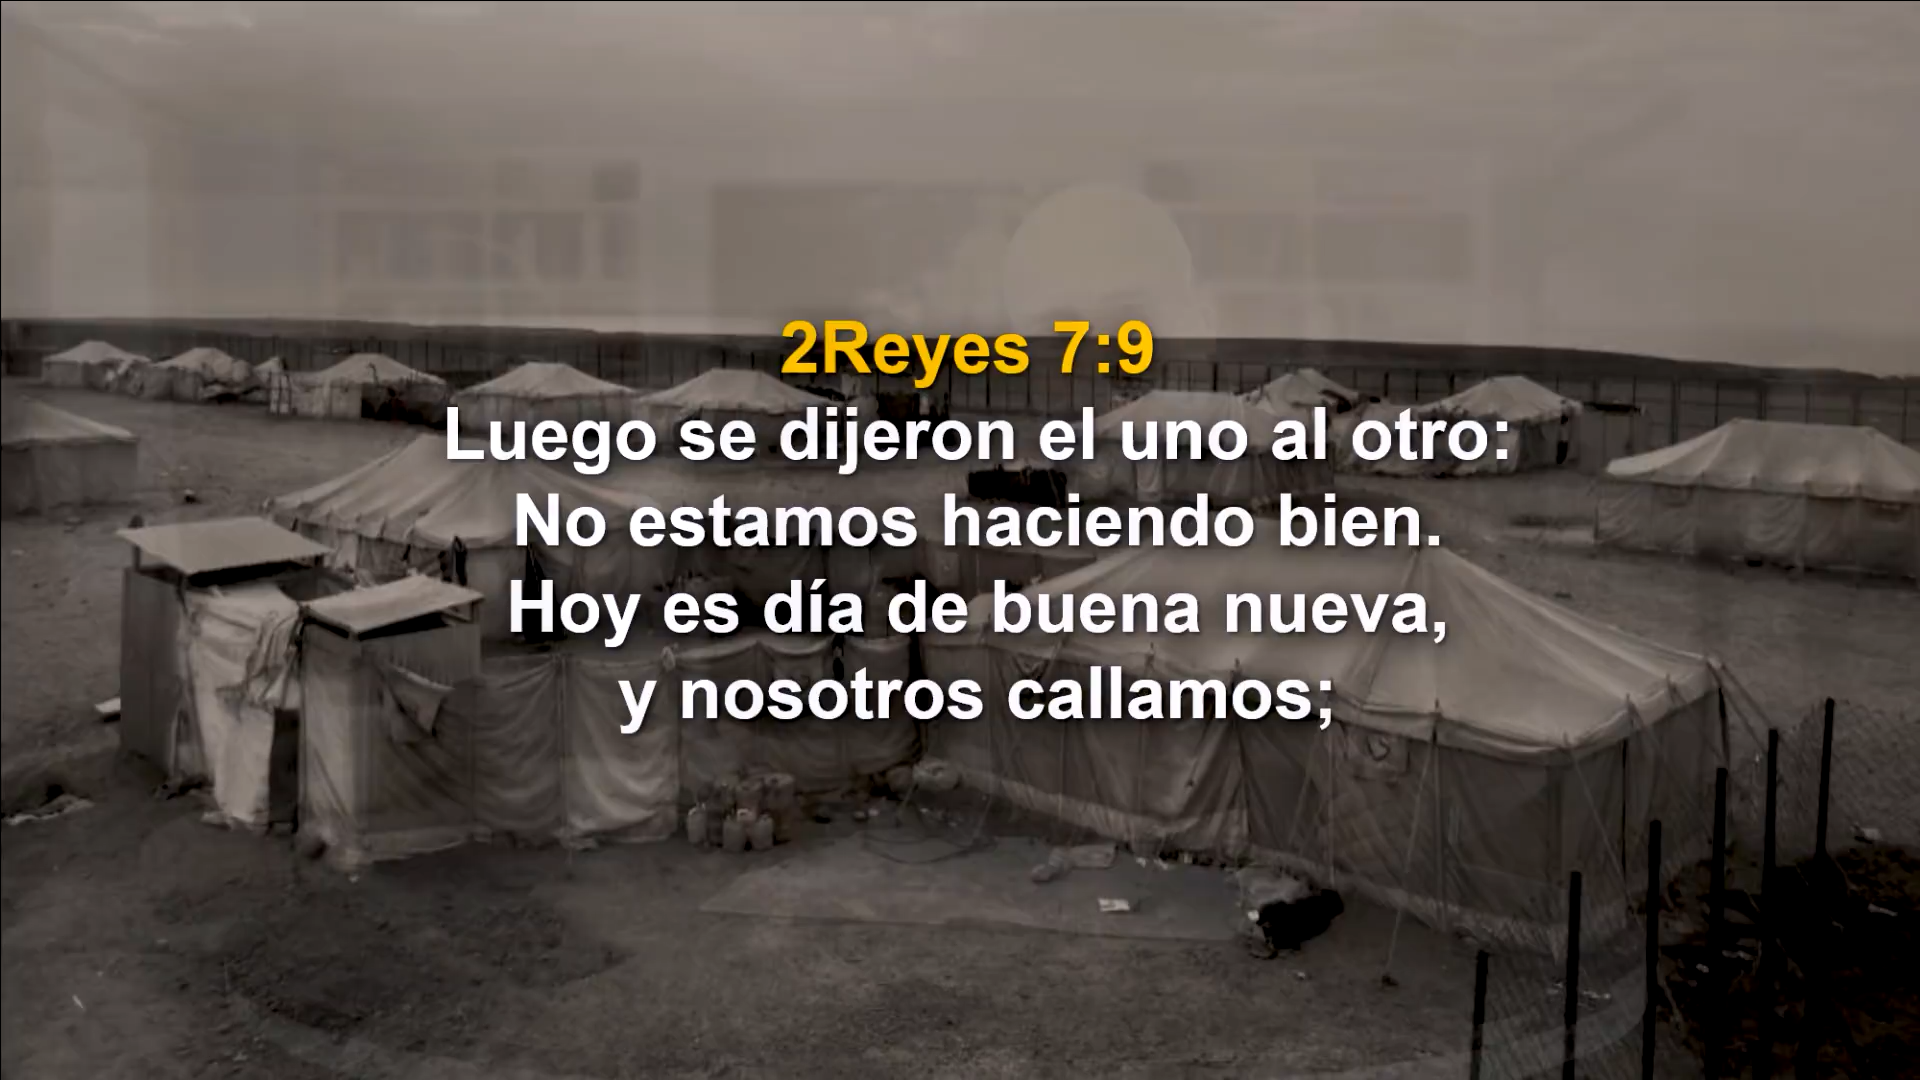 2Reyes 7:9
Luego se dijeron el uno al otro:
No estamos haciendo bien.
Hoy es día de buena nueva,
y nosotros callamos;